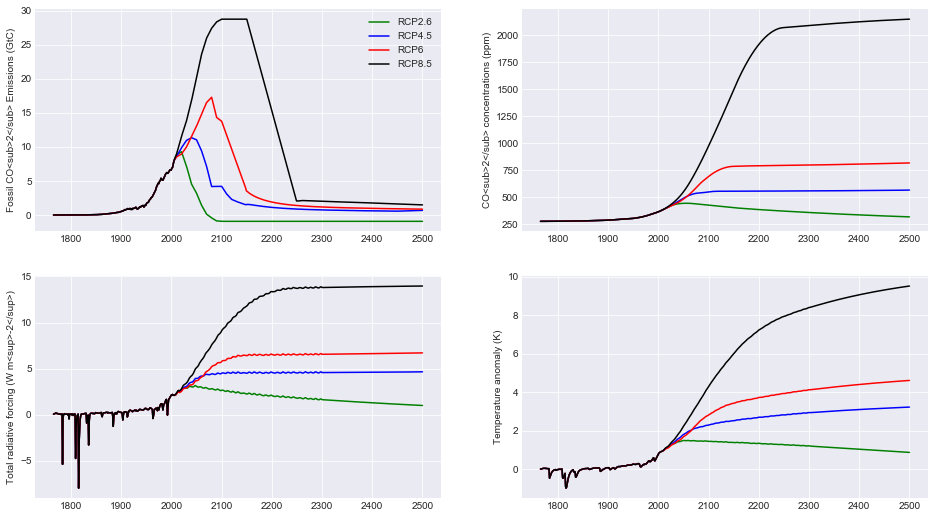 Fossil CO<sub>2</sub> Emissions (GtC)
30
25
20
15
10
5
0
1800 1900 2000 2100 2200 2300 2400 2500
RCP2.6
RCP4.5
RCP6
RCP8.5
CO<sub>2</sub> concentrations (ppm)
2000
1750
1500
1250
1000
750
500
250
1800 1900 2000 2100 2200 2300 2400 2500
Total radiative forcing (W m<sup>-2</sup>)
15
10
5
0
−5
1800 1900 2000 2100 2200 2300 2400 2500
Temperature anomaly (K)
10
8
6
4
2
0
1800 1900 2000 2100 2200 2300 2400 2500